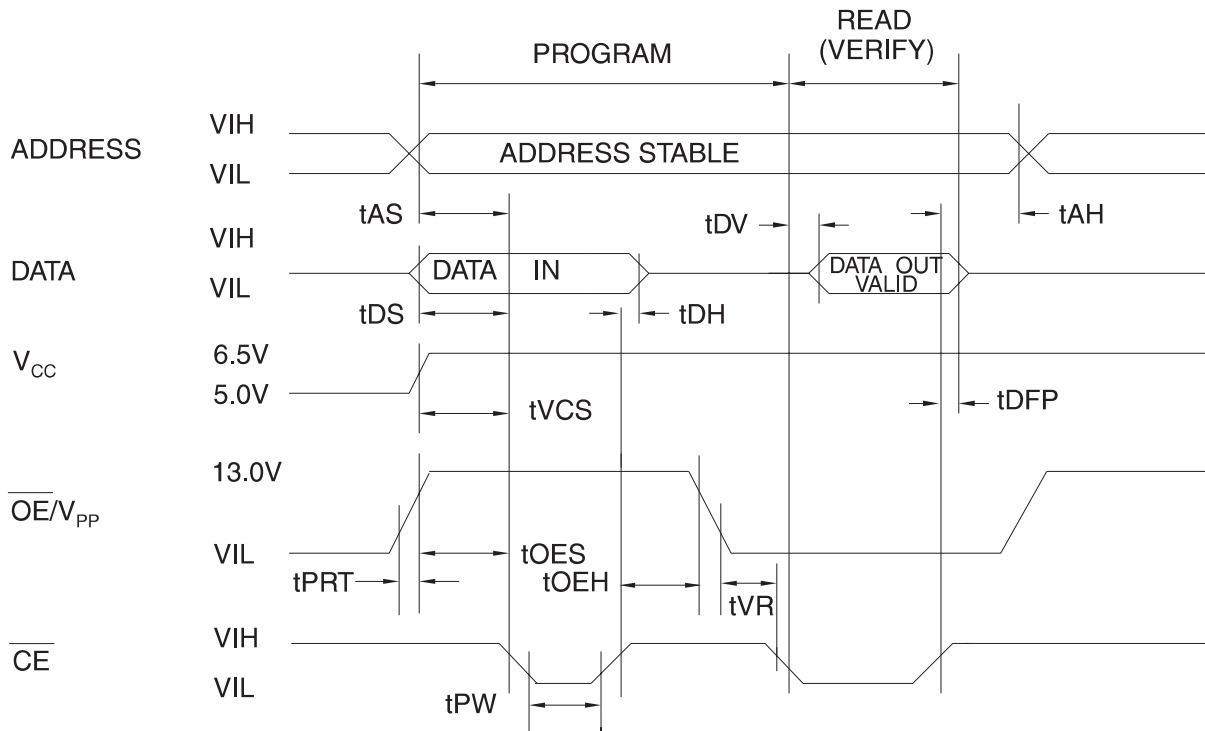 READ
(VERIFY)
PROGRAM
ADDRESS
VIH
VIL
ADDRESS STABLE
tAS
tDV
tAH
DATA
VIH
VIL
DATA IN
DATA OUT
VALID
tDS
tDH
VCC
6.5V
5.0V
tVCS
tDFP
OE/VPP
13.0V
VIL
tOES
tPRT
tOEH
tVR
CE
VIH
VIL
tPW